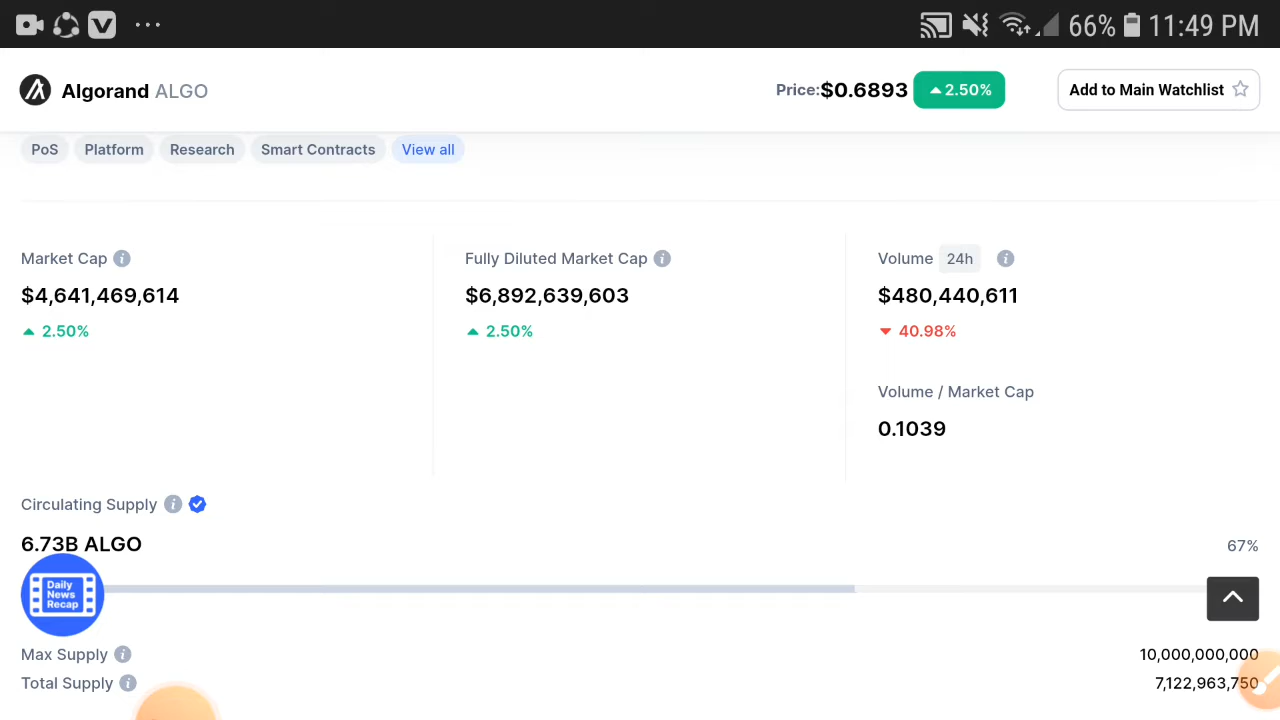 66% 11:49 PM
Algorand ALGO Price:$0.6893 2.50% Add to Main Watchlist
PoS Platform Research Smart Contracts View all
Market Cap Fully Diluted Market Cap Volume 24h
$4,641,469,614 $6,892,639,603 $480,440,611
2.50% 2.50% 40.98%
Volume / Market Cap
0.1039
Circulating Supply
6.73B ALGO 67%
Daily
News
Recap
Max Supply 10,000,000,000
Total Supply 7,122,963,750